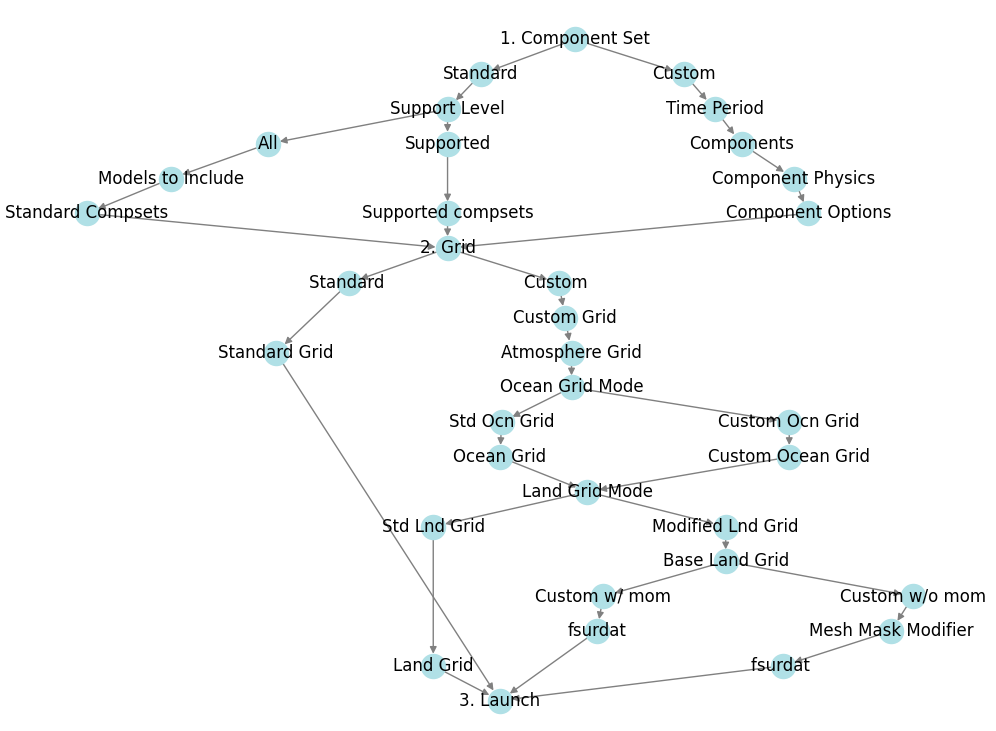 1. Component Set
Standard
Custom
Support Level
Time Period
All
Supported
Components
Models to Include
Component Physics
Standard Compsets
Supported compsets
Component Options
2. Grid
Standard
Custom
Custom Grid
Standard Grid
Atmosphere Grid
Ocean Grid Mode
Std Ocn Grid
Custom Ocn Grid
Ocean Grid
Custom Ocean Grid
Land Grid Mode
Std Lnd Grid
Modified Lnd Grid
Base Land Grid
Custom w/ mom
Custom w/o mom
fsurdat
Mesh Mask Modifier
Land Grid
fsurdat
3. Launch